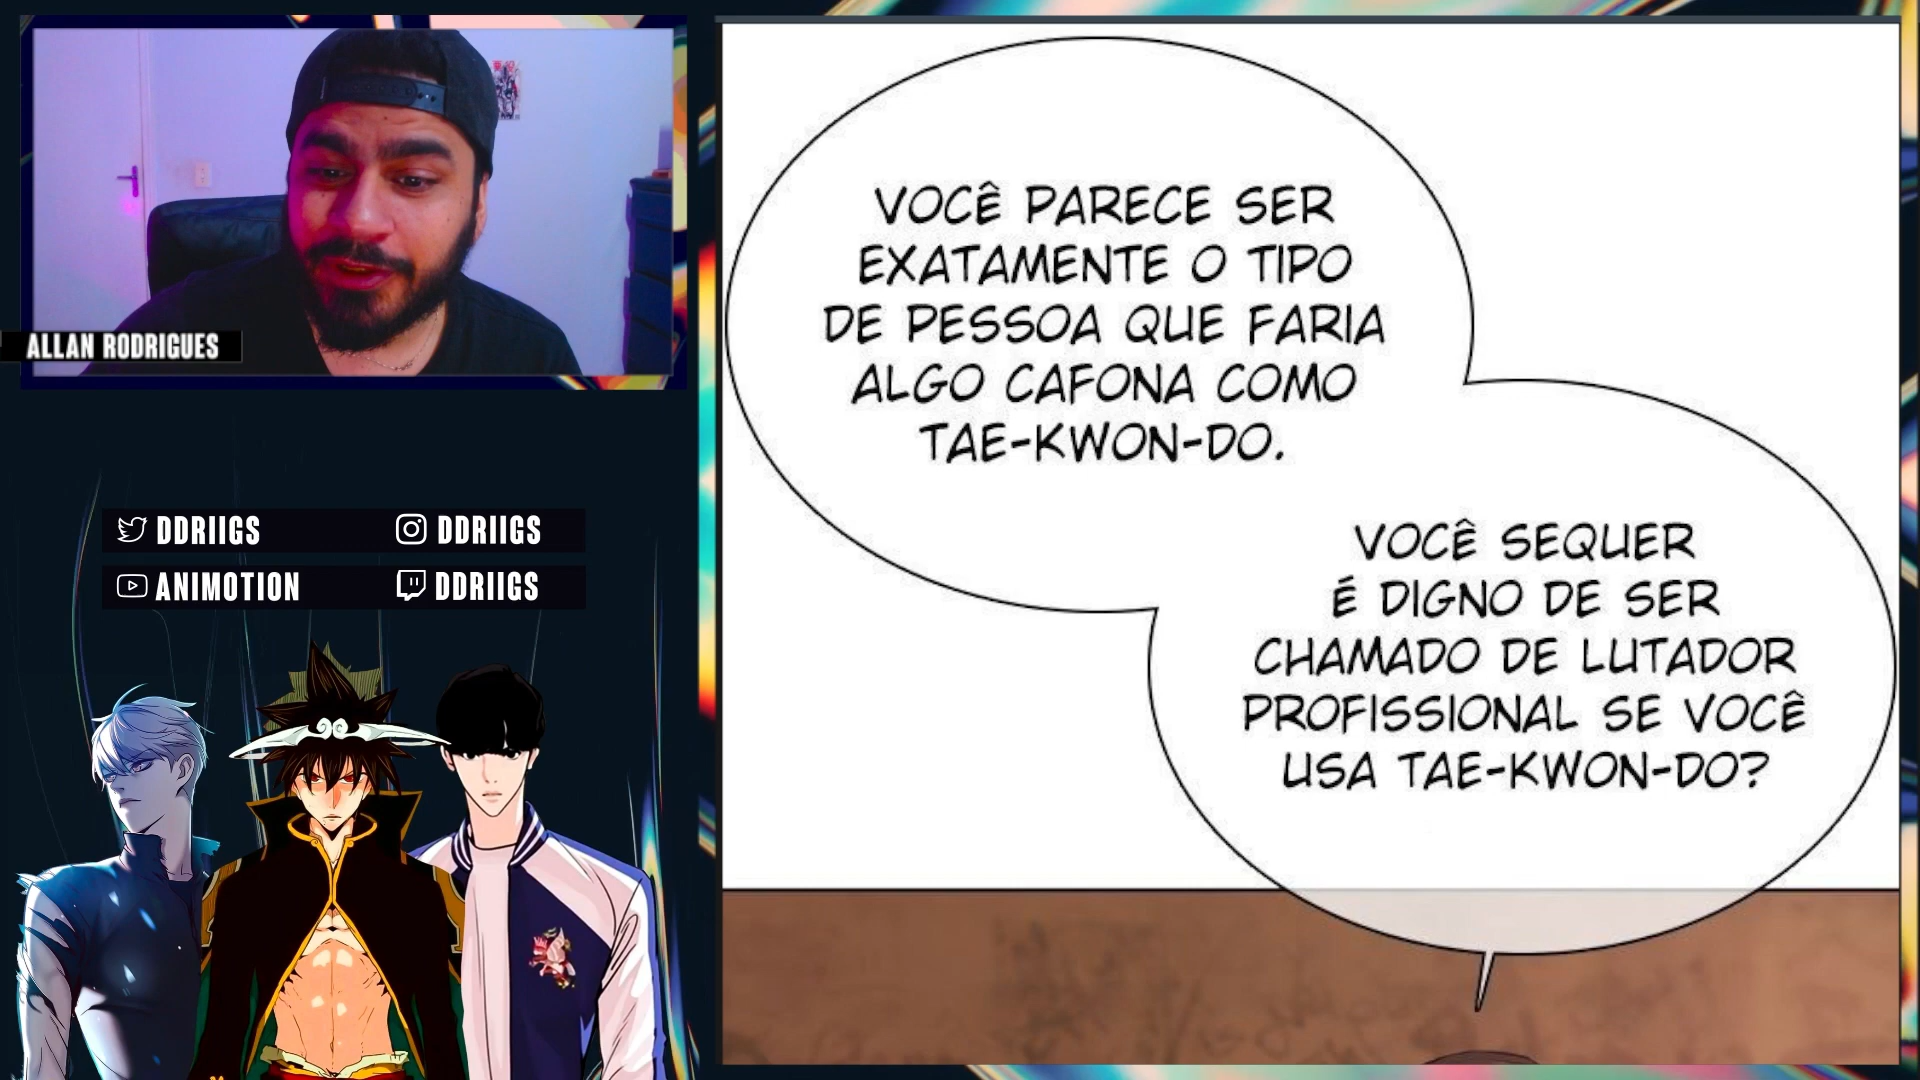 ALLAN RODRIGUES
DDRIIGS
DDRIIGS
ANIMOTION
DDRIIGS
VOCÊ PARECE SER
EXATAMENTE O TIPO
DE PESSOA QUE FARIA
ALGO CAFONA COMO
TAE-KWON-DO.
VOCÊ SEQUER
É DIGNO DE SER
CHAMADO DE LUTADOR
PROFISSIONAL SE VOCÊ
USA TAE-KWON-DO?